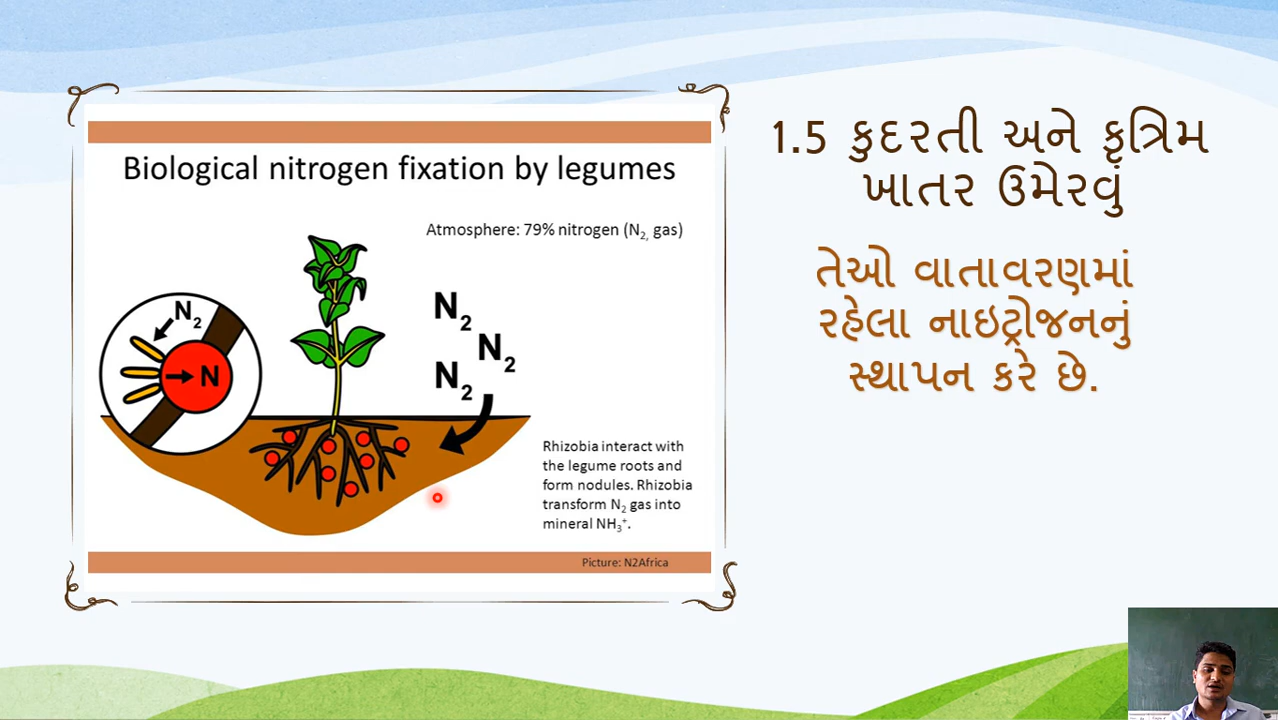 1.5 કુદરતી અને કૃત્રિમ
ખાતર ઉમેરવું
તેઓ વાતાવરણમાં
રહેલા નાઇટ્રોજનનું
સ્થાપન કરે છે.
Biological nitrogen fixation by legumes
Atmosphere: 79% nitrogen (N2, gas)
N2
N
N2
N2
N2
Rhizobia interact with
the legume roots and
form nodules. Rhizobia
transform N2 gas into
mineral NH3+.
Picture: N2Africa